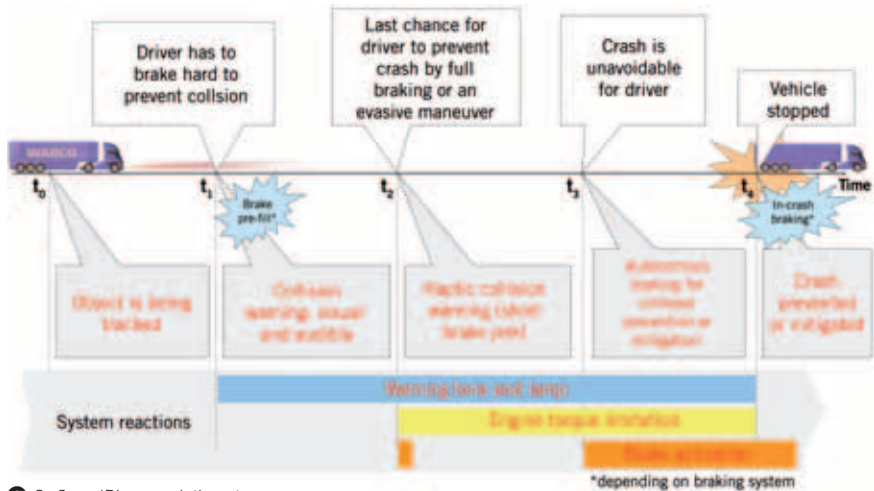 Driver has to
brake hard to
prevent collsion
Last chance for
driver to prevent
crash by full
braking or an
evasive maneuver
Crash is
unavoidable
for driver
Vehicle
stopped
WABCO
t0
t1
t2
t3
t4
Time
Brake
pre-fill*
In-crash
braking*
Object is being
tracked
Collision
warning: visual
and audible
Haptic collision
warning (short
brake jerk)
Autonomous
braking for
collision
prevention or
mitigation
Crash
prevented
or mitigated
System reactions
Engine torque limitation
*depending on braking system